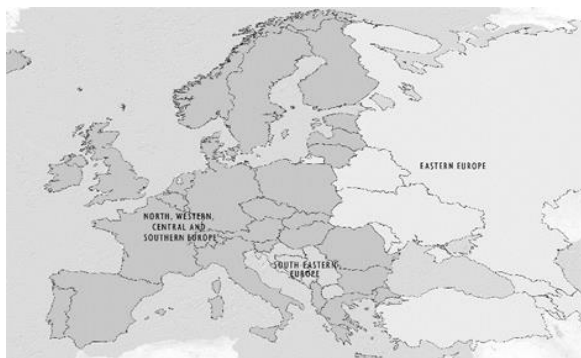 EASTERN EUROPE
NORTH, WESTERN,
CENTRAL AND
SOUTHERN EUROPE
SOUTH EASTERN
EUROPE